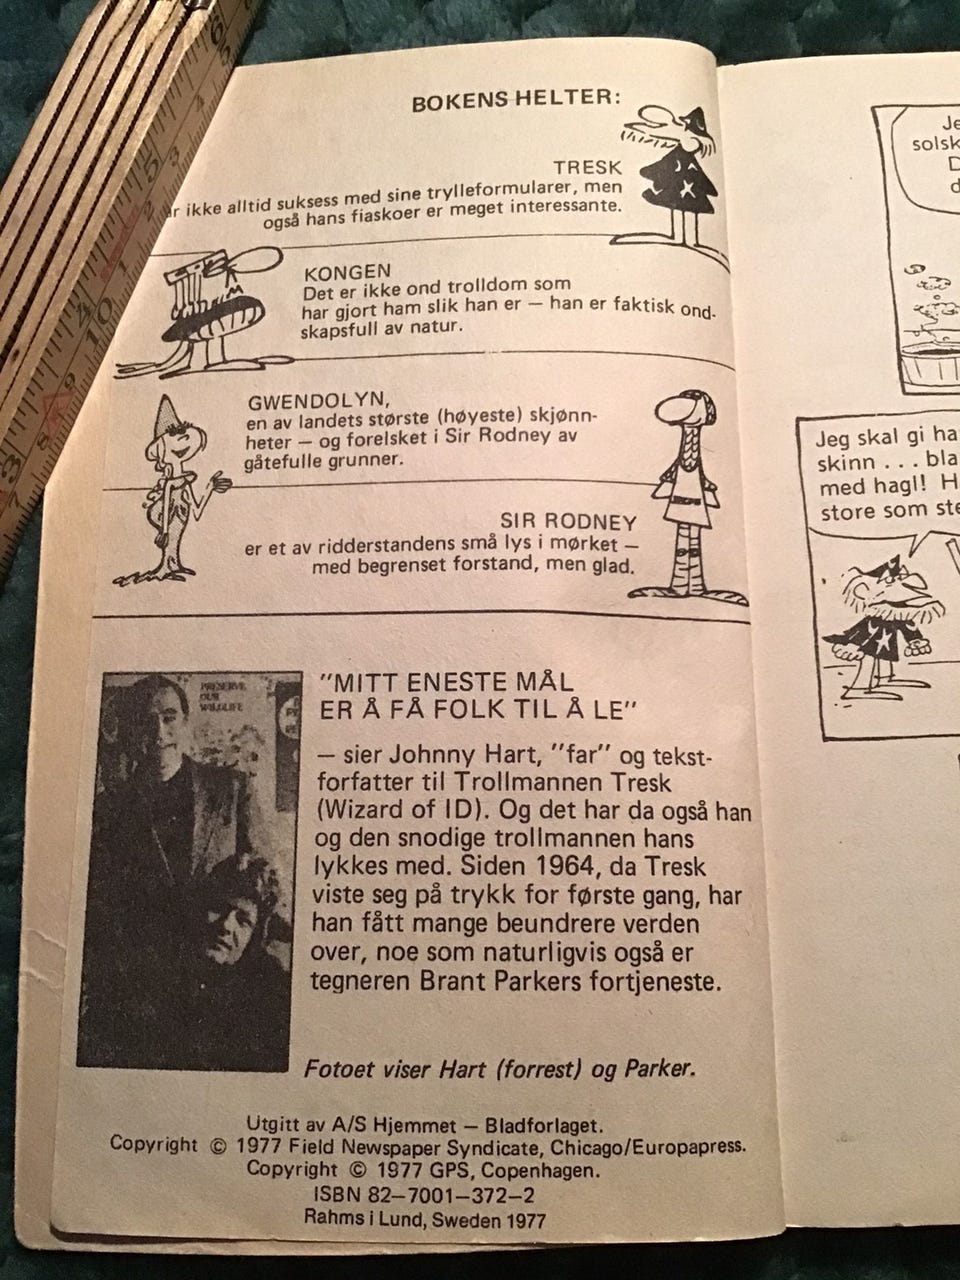 BOKENS HELTER:
TRESK
ikke alltid suksess med sine trylleformularer, men
også hans fiaskoer er meget interessante.
KONGEN
Det er ikke ond trolldom som
har gjort ham slik han er — han er faktisk ond-
skapsfull av natur.
GWENDOLYN,
en av landets største (høyeste) skjønn-
heter — og forelsket i Sir Rodney av
gåtefulle grunner.
SIR RODNEY
er et av ridderstandens små lys i mørket —
med begrenset forstand, men glad.
PRESERVE
OUR
WILDLIFE
"MITT ENESTE MÅL
ER Å FÅ FOLK TIL Å LE"
— sier Johnny Hart, "far" og tekst-
forfatter til Trollmannen Tresk
(Wizard of ID). Og det har da også han
og den snodige trollmannen hans
lykkes med. Siden 1964, da Tresk
viste seg på trykk for første gang, har
han fått mange beundrere verden
over, noe som naturligvis også er
tegneren Brant Parkers fortjeneste.
Fotoet viser Hart (forrest) og Parker.
Utgitt av A/S Hjemmet — Bladforlaget.
Copyright © 1977 Field Newspaper Syndicate, Chicago/Europapress.
Copyright © 1977 GPS, Copenhagen.
ISBN 82—7001—372—2
Rahms i Lund, Sweden 1977
Je
solsk
D
d
Jeg skal gi ha
skinn . . . bla
med hagl! H
store som ste